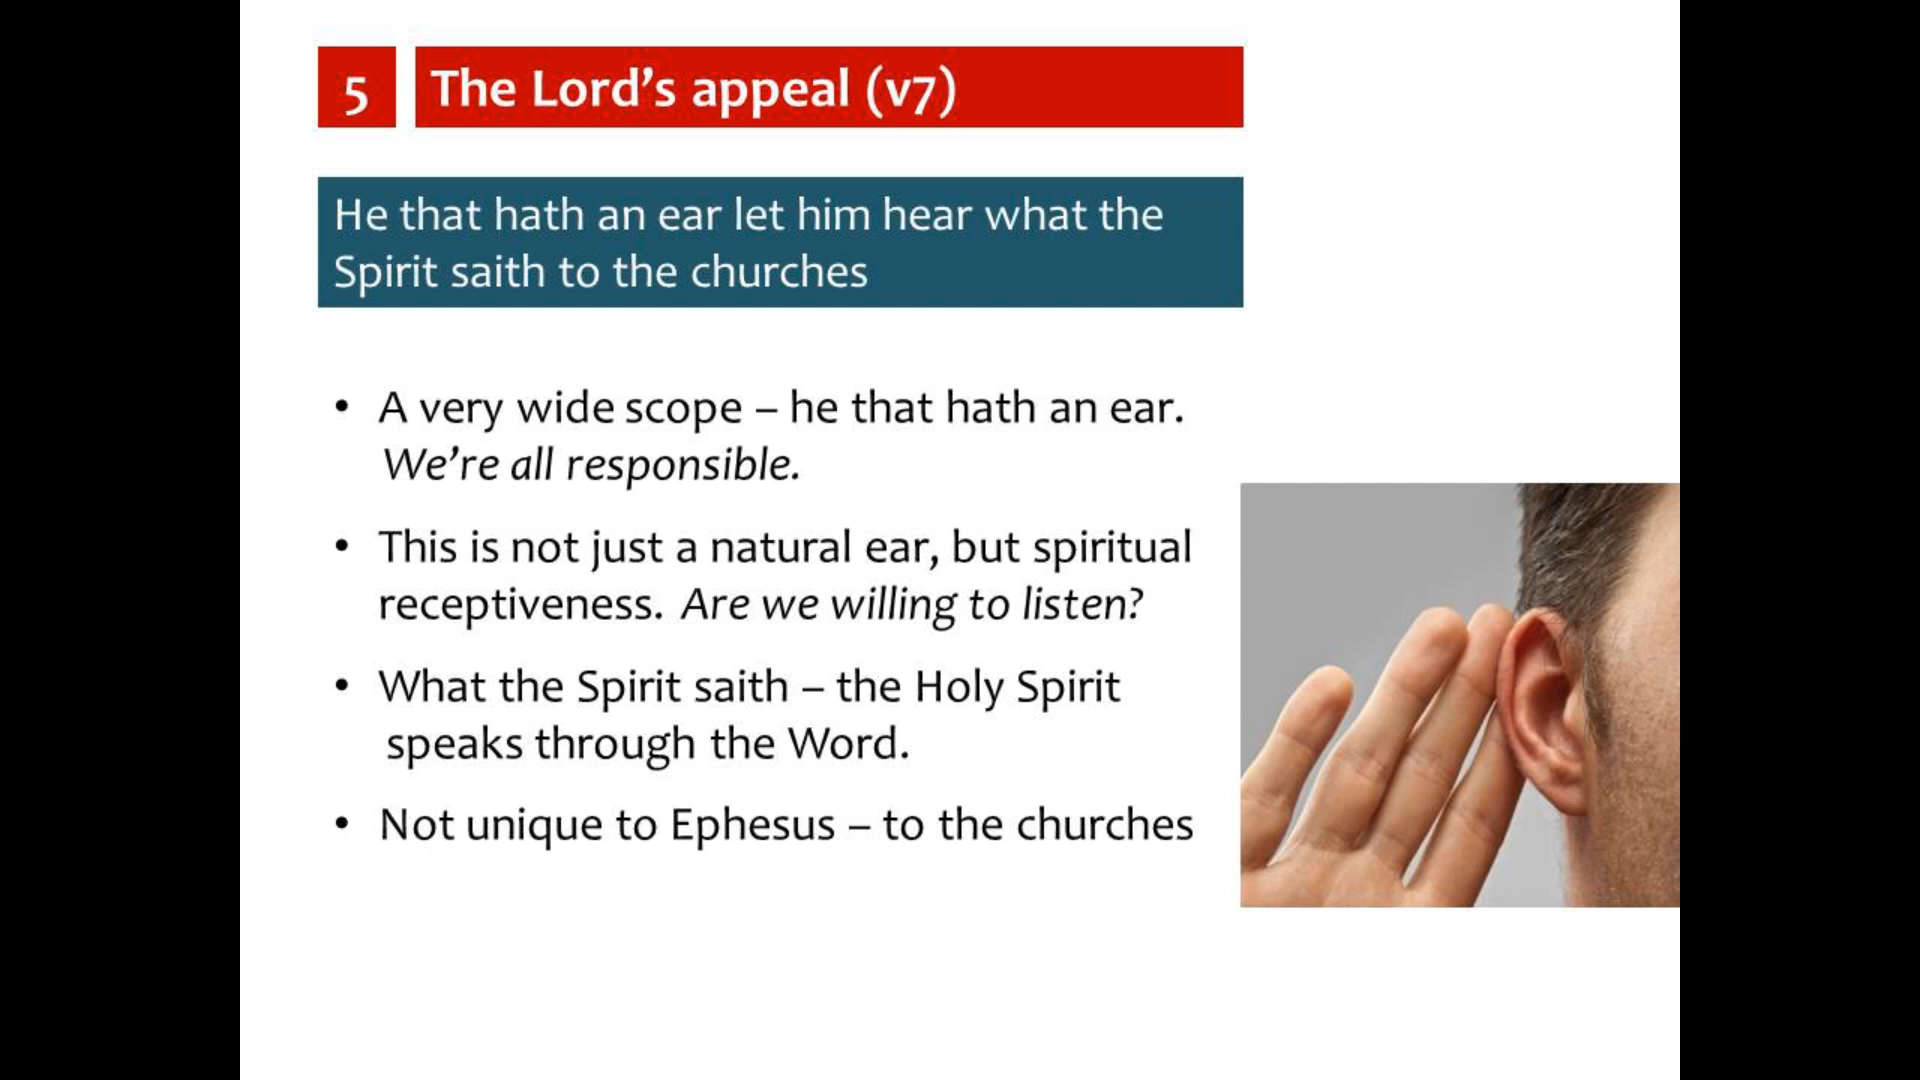 5 The Lord’s appeal (v7)
He that hath an ear let him hear what the
Spirit saith to the churches
• A very wide scope – he that hath an ear.
We’re all responsible.
• This is not just a natural ear, but spiritual
receptiveness. Are we willing to listen?
• What the Spirit saith – the Holy Spirit
speaks through the Word.
• Not unique to Ephesus – to the churches